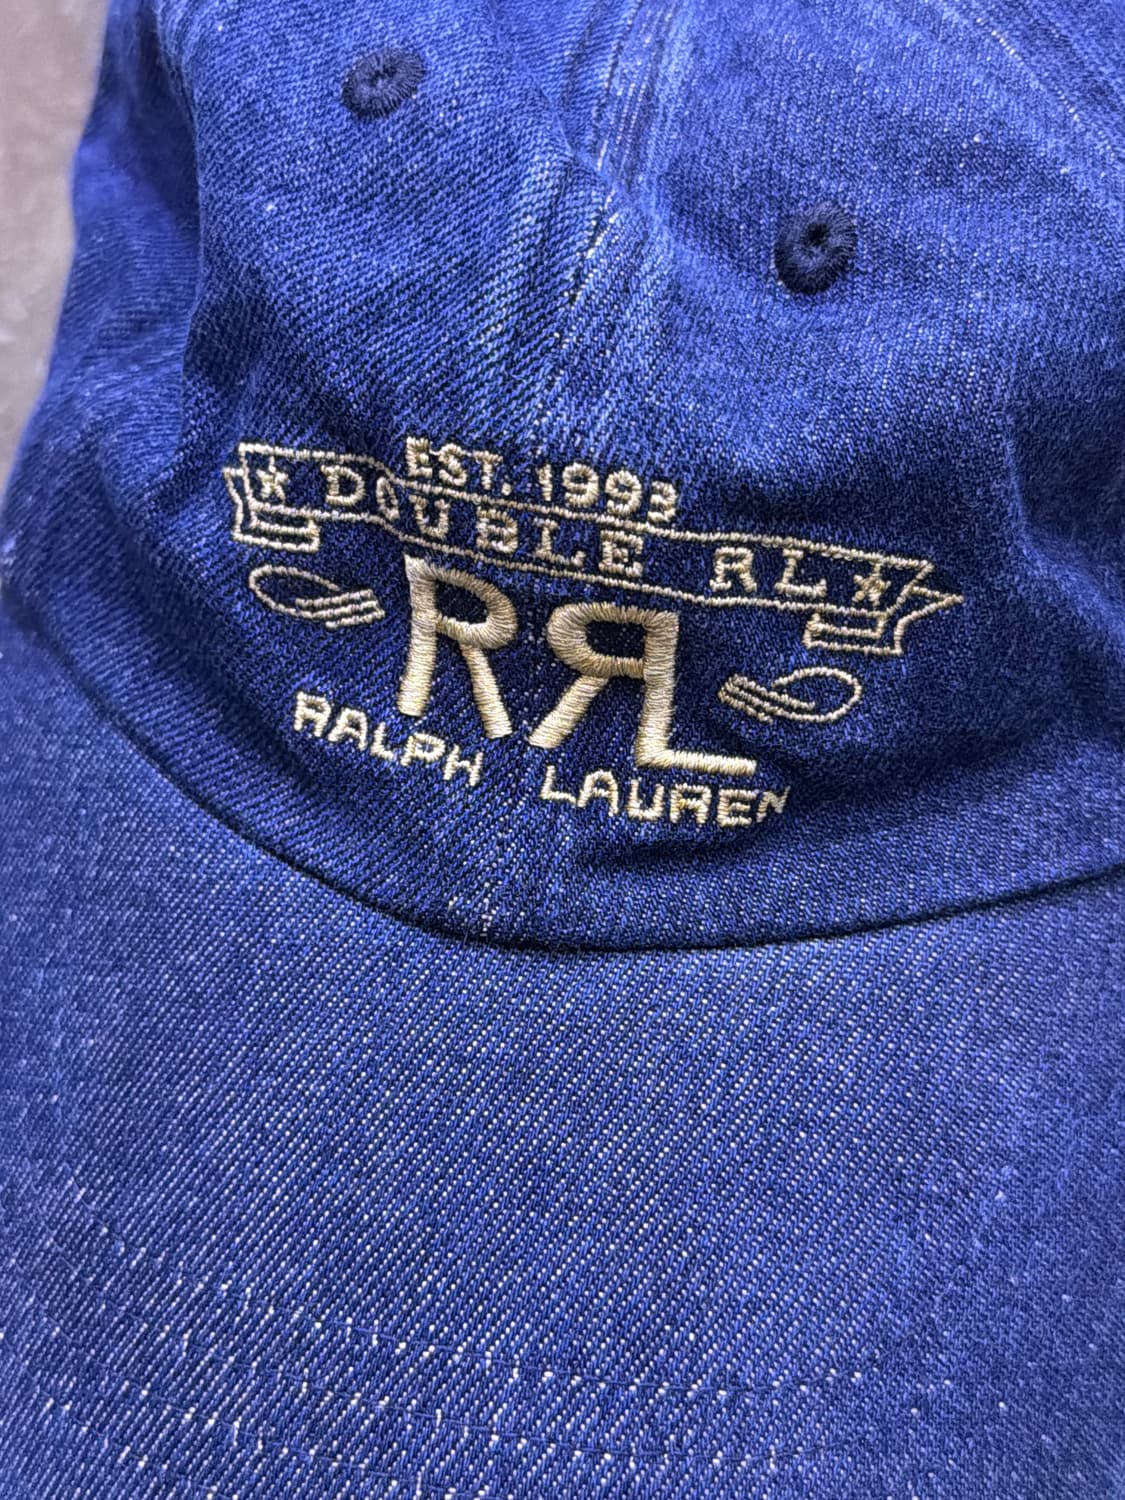 EST. 1993
★ DOUBLE RL ★
RRL
RALPH LAUREN